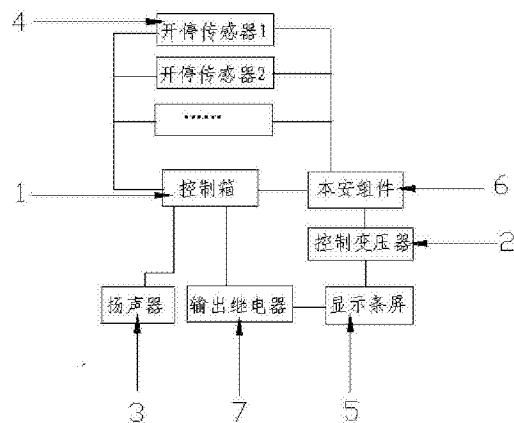 4
开停传感器1
开停传感器2
······
1
控制箱
本安组件
6
控制变压器
2
扬声器
输出继电器
显示条屏
3
7
5